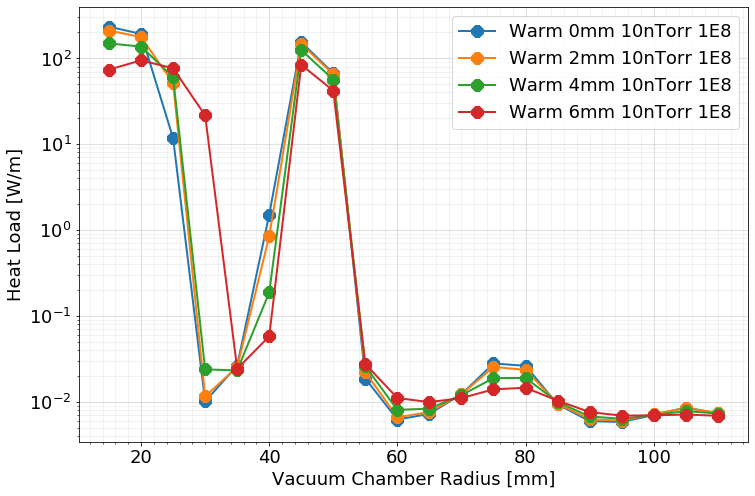 Warm 0mm 10nTorr 1E8
Warm 2mm 10nTorr 1E8
Warm 4mm 10nTorr 1E8
Warm 6mm 10nTorr 1E8
Heat Load [W/m]
10²
10¹
10⁰
10⁻¹
10⁻²
20 40 60 80 100
Vacuum Chamber Radius [mm]